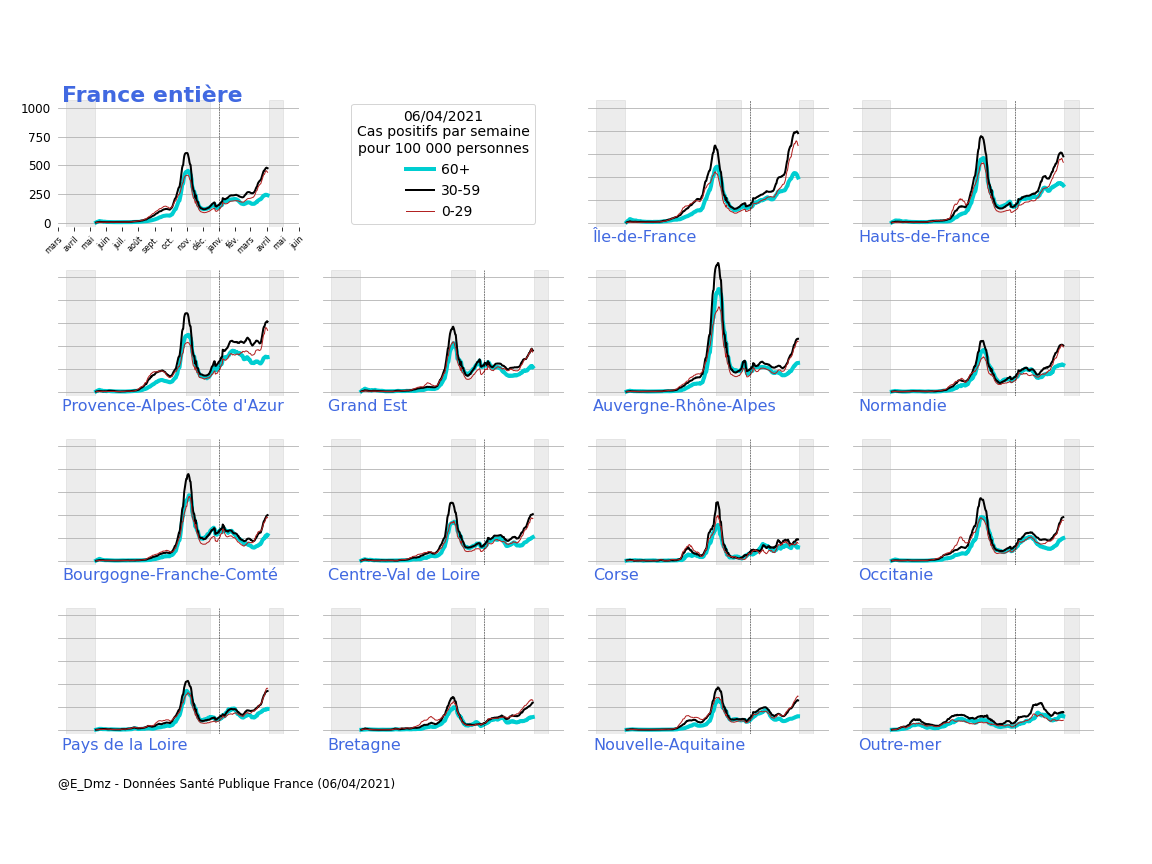 France entière
1000
750
500
250
0
mars avril mai juin juil. août sept. oct. nov. déc. janv. fév. mars avril mai juin
06/04/2021
Cas positifs par semaine
pour 100 000 personnes
60+
30-59
0-29
Île-de-France
Hauts-de-France
Provence-Alpes-Côte d'Azur
Grand Est
Auvergne-Rhône-Alpes
Normandie
Bourgogne-Franche-Comté
Centre-Val de Loire
Corse
Occitanie
Pays de la Loire
Bretagne
Nouvelle-Aquitaine
Outre-mer
@E_Dmz - Données Santé Publique France (06/04/2021)